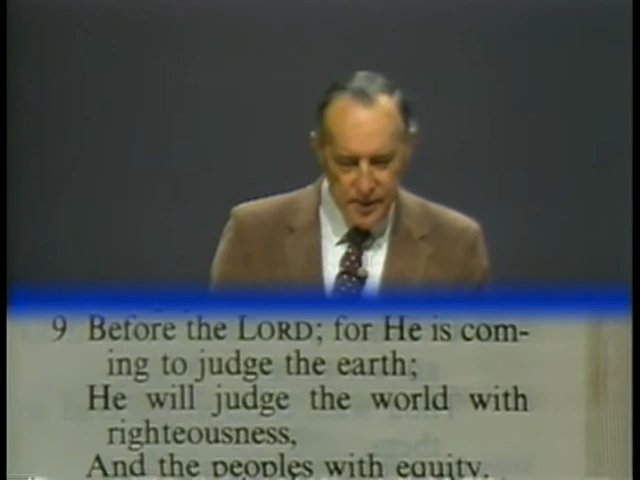 9 Before the LORD; for He is com-
ing to judge the earth;
He will judge the world with
righteousness,
And the peoples with equity.